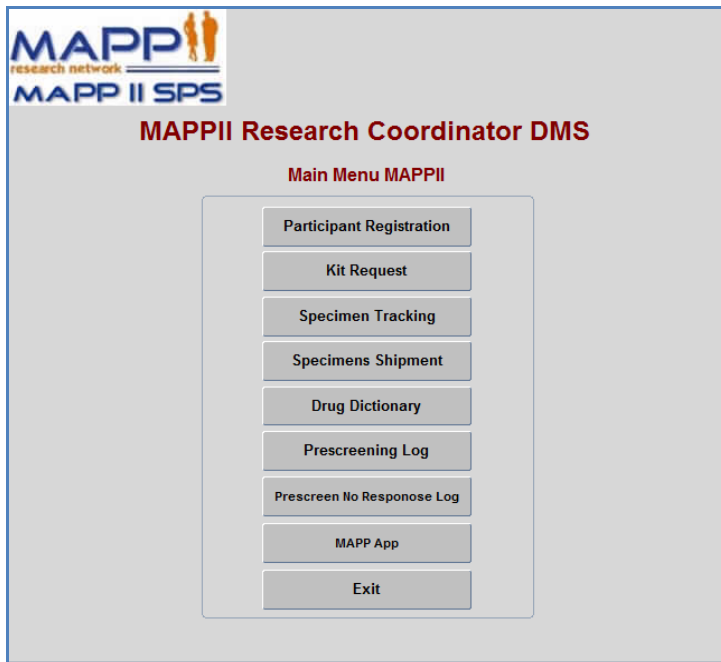 MAPP
research network
MAPP II SPS
MAPPII Research Coordinator DMS
Main Menu MAPPII
Participant Registration
Kit Request
Specimen Tracking
Specimens Shipment
Drug Dictionary
Prescreening Log
Prescreen No Responose Log
MAPP App
Exit